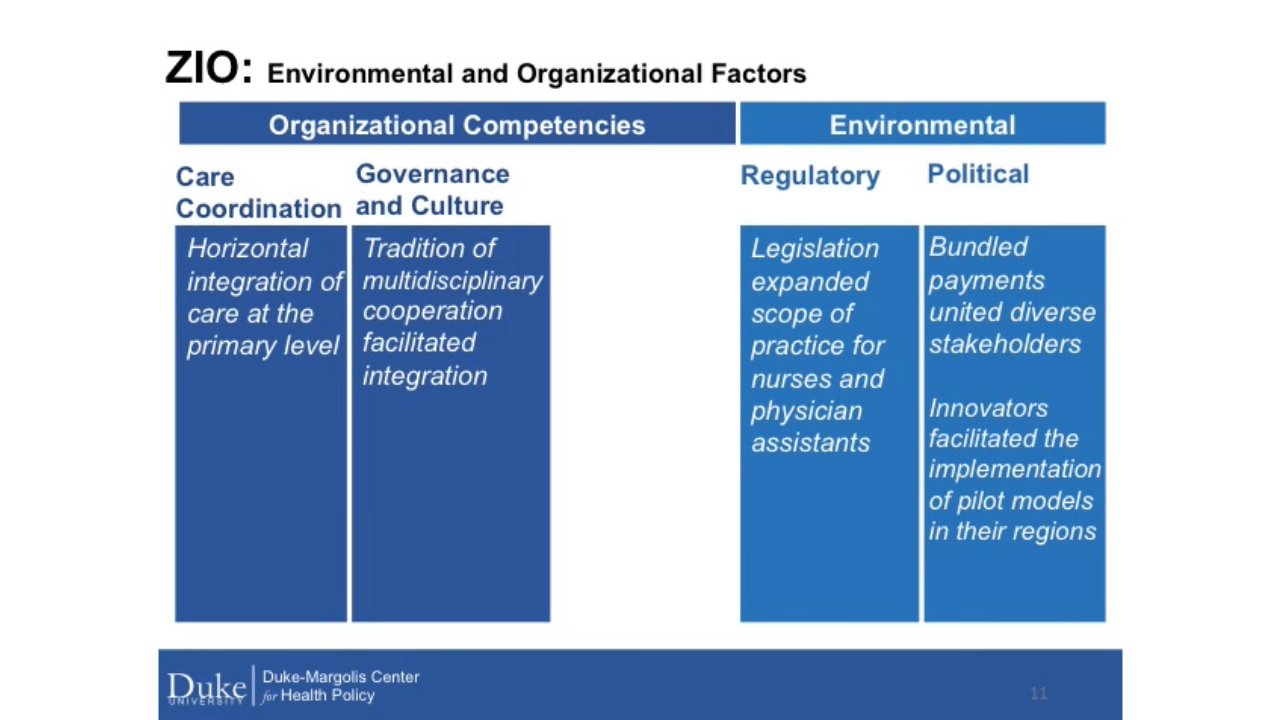 ZIO: Environmental and Organizational Factors
Organizational Competencies
Environmental
Care
Coordination
Governance
and Culture
Regulatory
Political
Horizontal
integration of
care at the
primary level
Tradition of
multidisciplinary
cooperation
facilitated
integration
Legislation
expanded
scope of
practice for
nurses and
physician
assistants
Bundled
payments
united diverse
stakeholders
Innovators
facilitated the
implementation
of pilot models
in their regions
Duke
UNIVERSITY
Duke-Margolis Center
for Health Policy
11